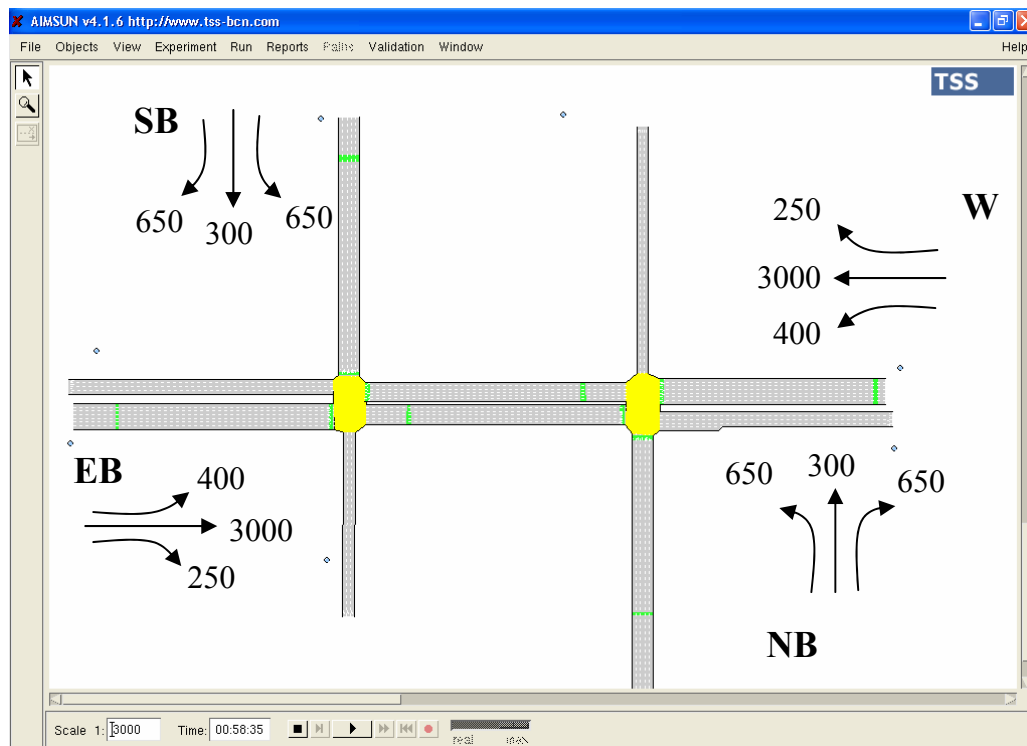 AIMSUN v4.1.6 http://www.tss-bcn.com
File Objects View Experiment Run Reports Paths Validation Window Help
TSS
SB
650 300 650
W
250
3000
400
EB
400
3000
250
650 300 650
NB
Scale 1: 3000 Time: 00:58:35
real max